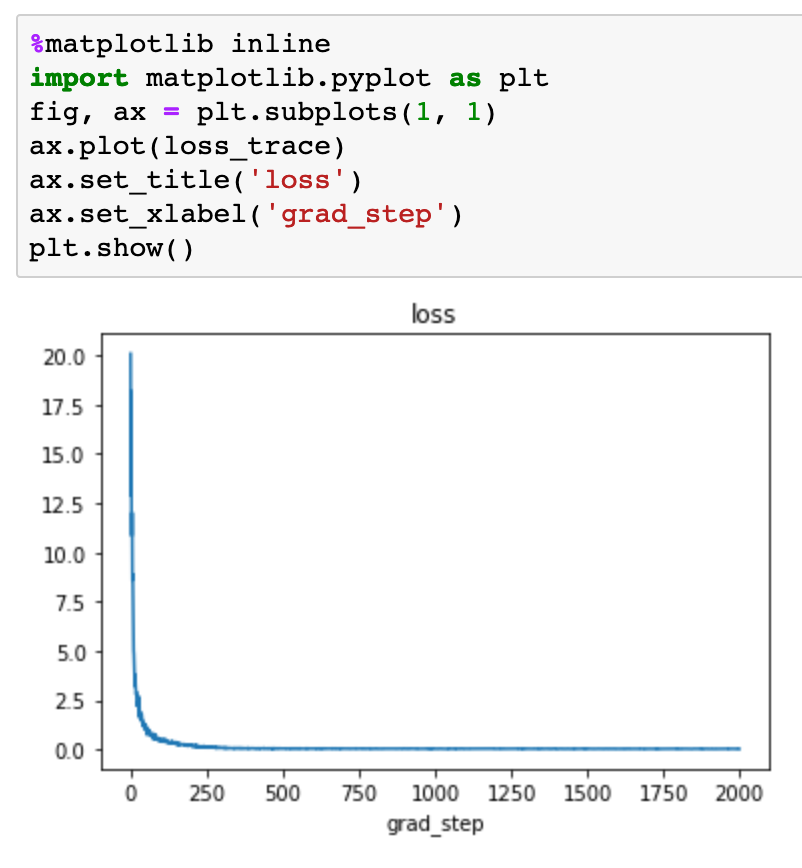 %matplotlib inline
import matplotlib.pyplot as plt
fig, ax = plt.subplots(1, 1)
ax.plot(loss_trace)
ax.set_title('loss')
ax.set_xlabel('grad_step')
plt.show()
loss
20.0
17.5
15.0
12.5
10.0
7.5
5.0
2.5
0.0
0 250 500 750 1000 1250 1500 1750 2000
grad_step